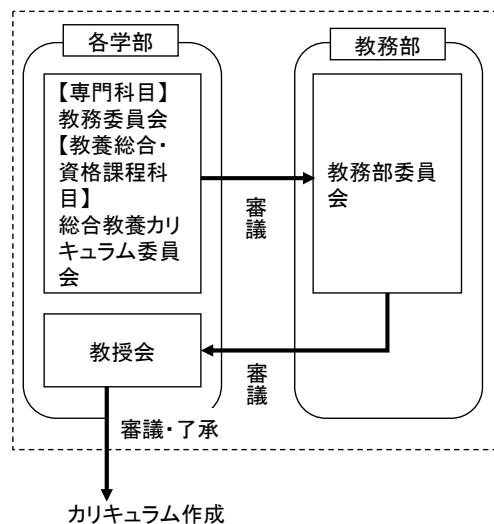 各学部
教務部
【専門科目】
教務委員会
【教養総合・
資格課程科
目】
総合教養カリ
キュラム委員
会
審議
教務部委員
会
教授会
審議
審議・了承
カリキュラム作成